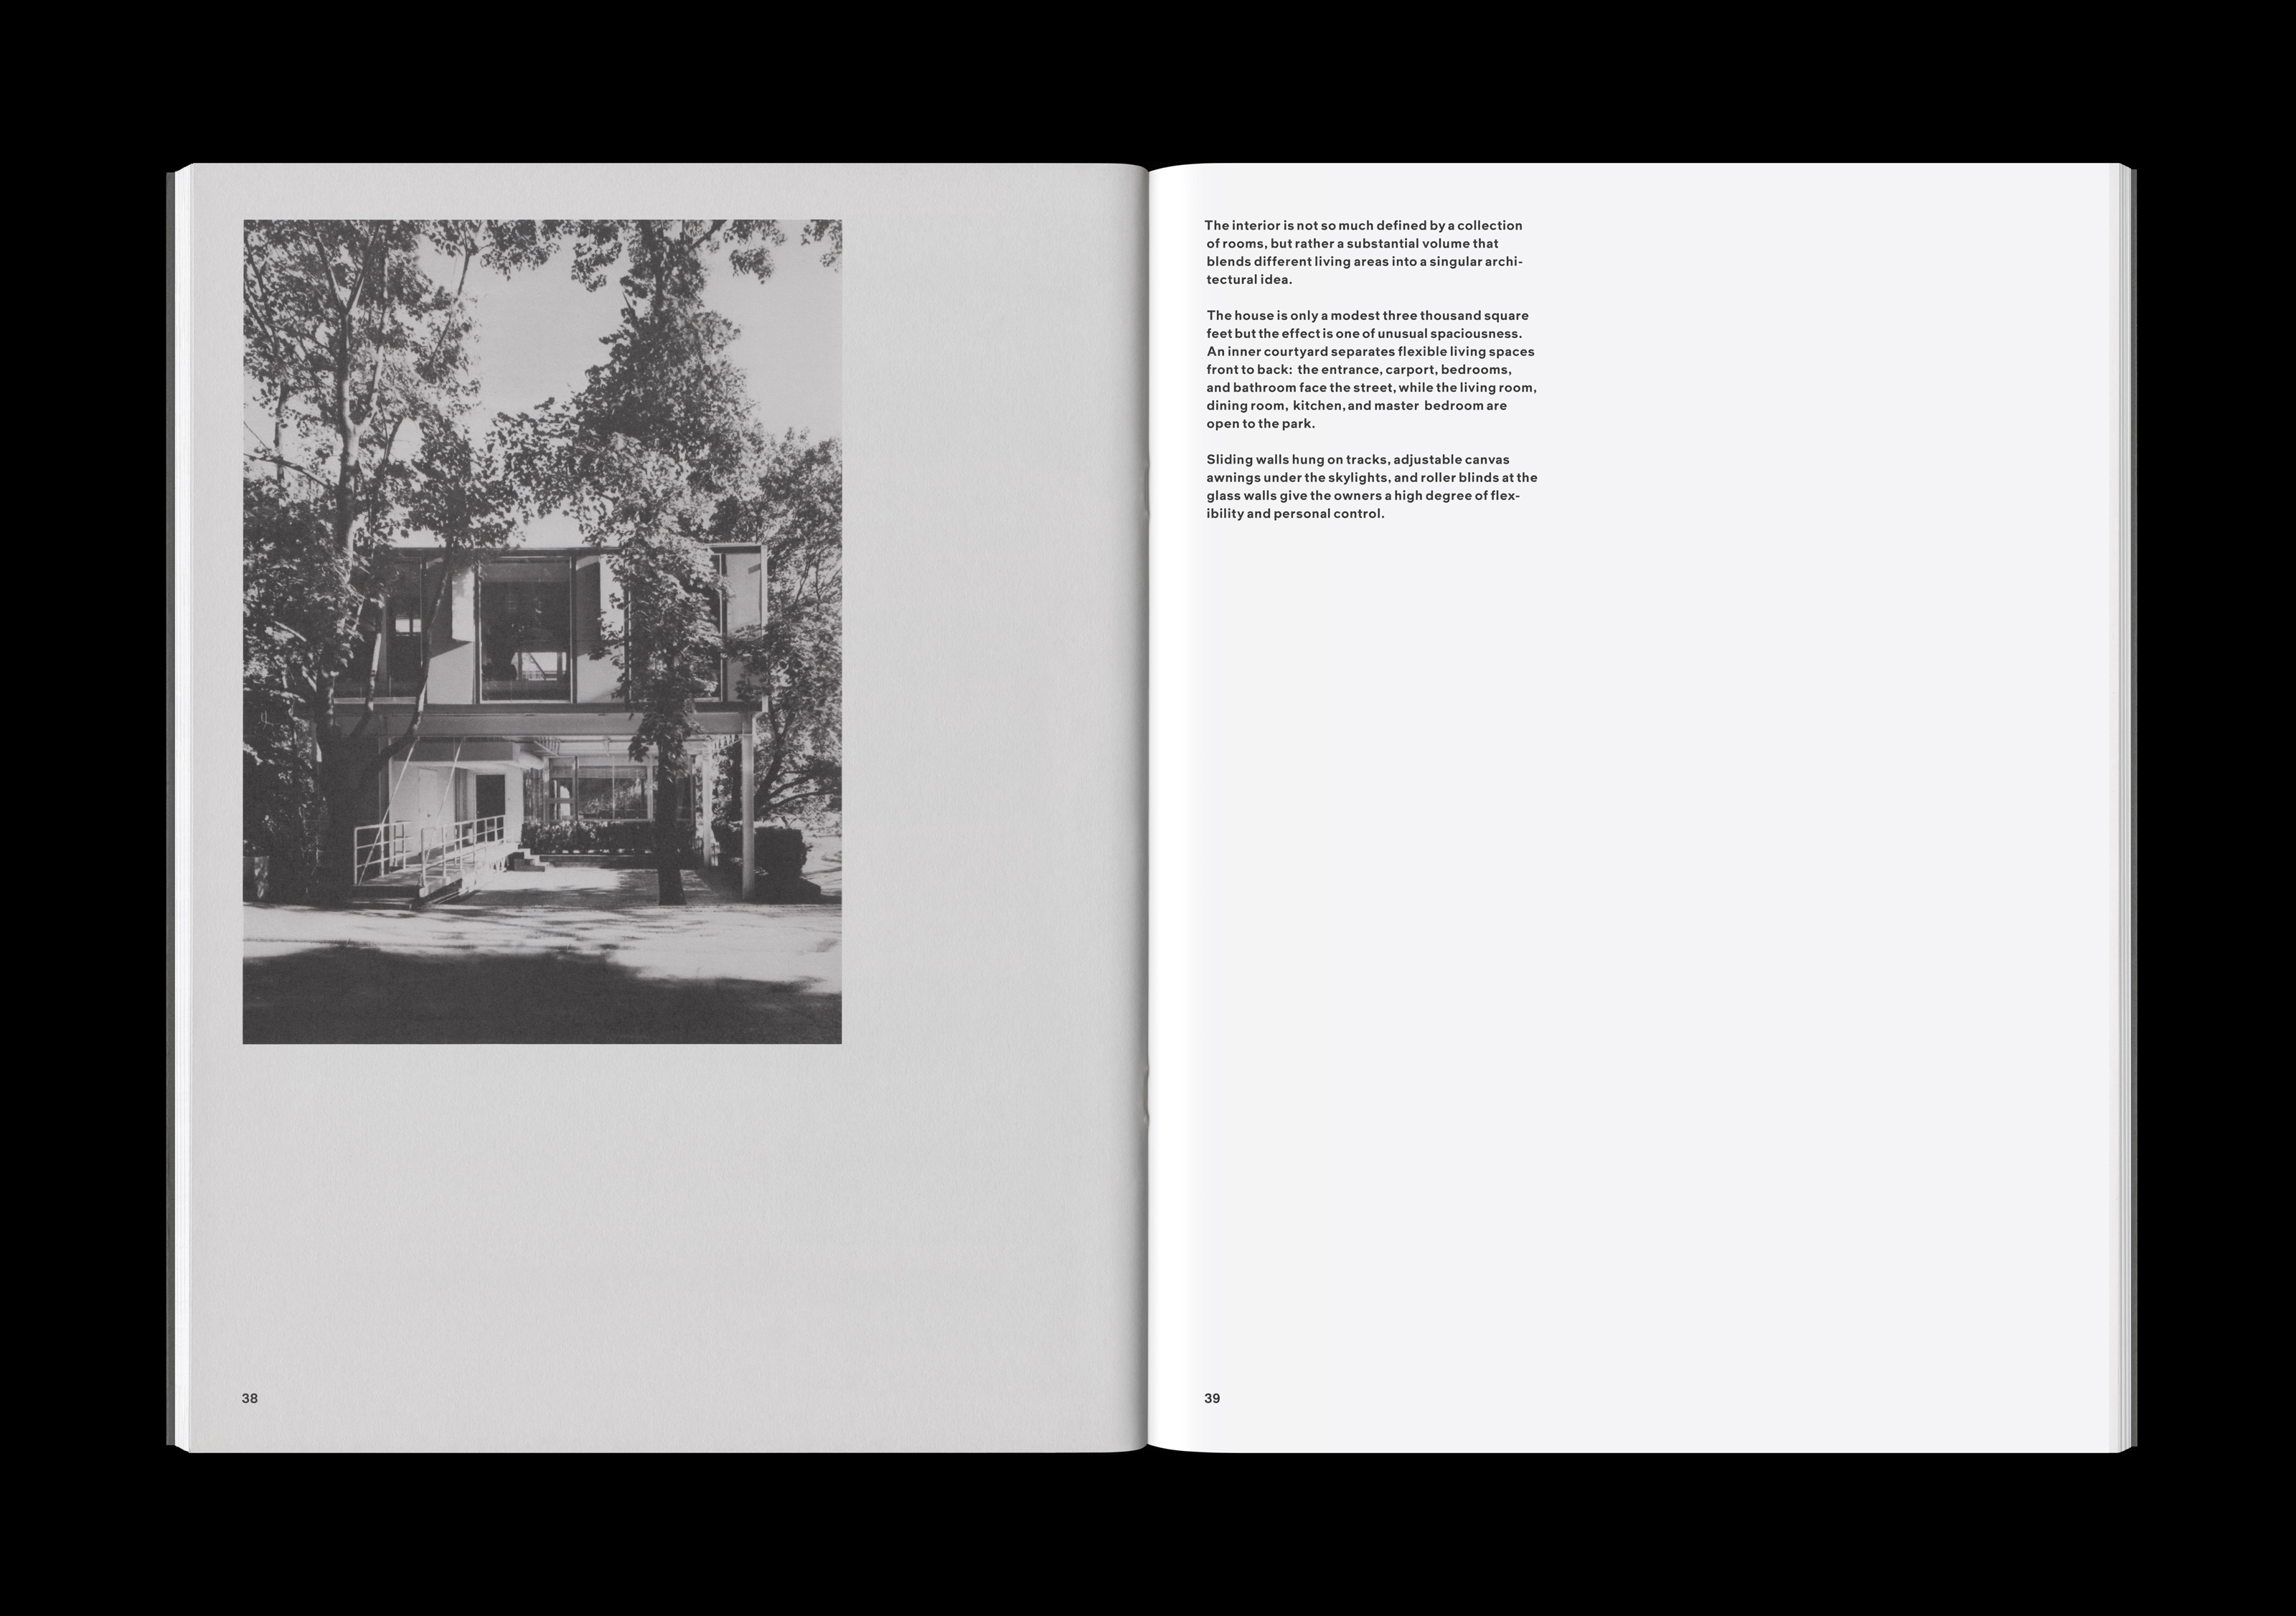 The interior is not so much defined by a collection
of rooms, but rather a substantial volume that
blends different living areas into a singular archi-
tectural idea.
The house is only a modest three thousand square
feet but the effect is one of unusual spaciousness.
An inner courtyard separates flexible living spaces
front to back: the entrance, carport, bedrooms,
and bathroom face the street, while the living room,
dining room, kitchen, and master bedroom are
open to the park.
Sliding walls hung on tracks, adjustable canvas
awnings under the skylights, and roller blinds at the
glass walls give the owners a high degree of flex-
ibility and personal control.
38
39